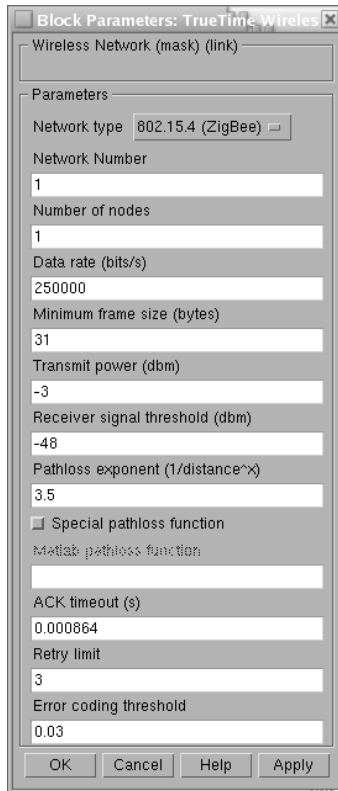 Block Parameters: TrueTime Wireles
Wireless Network (mask) (link)
Parameters
Network type 802.15.4 (ZigBee)
Network Number
1
Number of nodes
1
Data rate (bits/s)
250000
Minimum frame size (bytes)
31
Transmit power (dbm)
-3
Receiver signal threshold (dbm)
-48
Pathloss exponent (1/distance^x)
3.5
Special pathloss function
Matlab pathloss function
ACK timeout (s)
0.000864
Retry limit
3
Error coding threshold
0.03
OK Cancel Help Apply